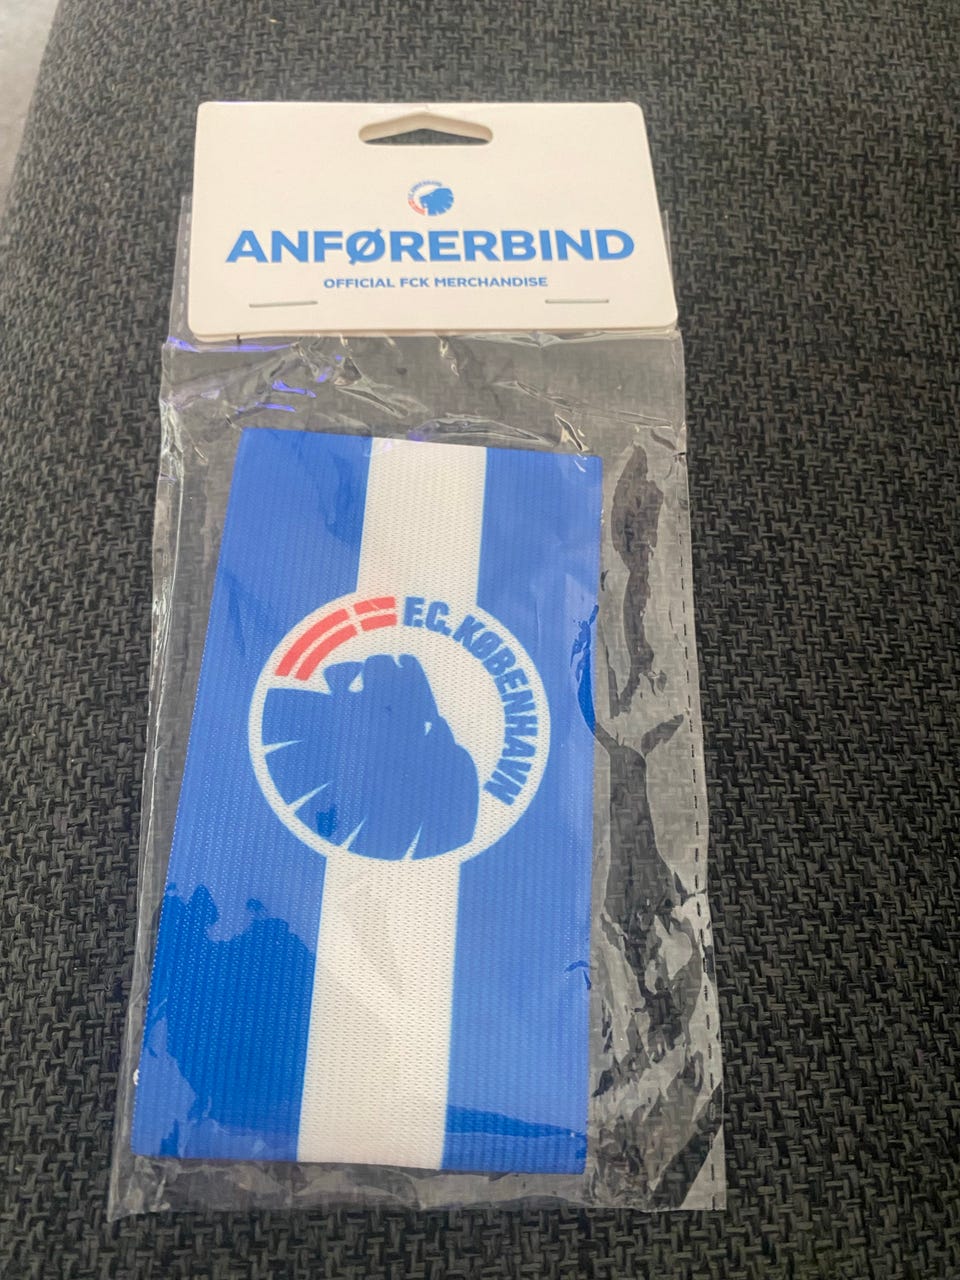 ANFØRERBIND
OFFICIAL FCK MERCHANDISE
F.C. KØBENHAVN